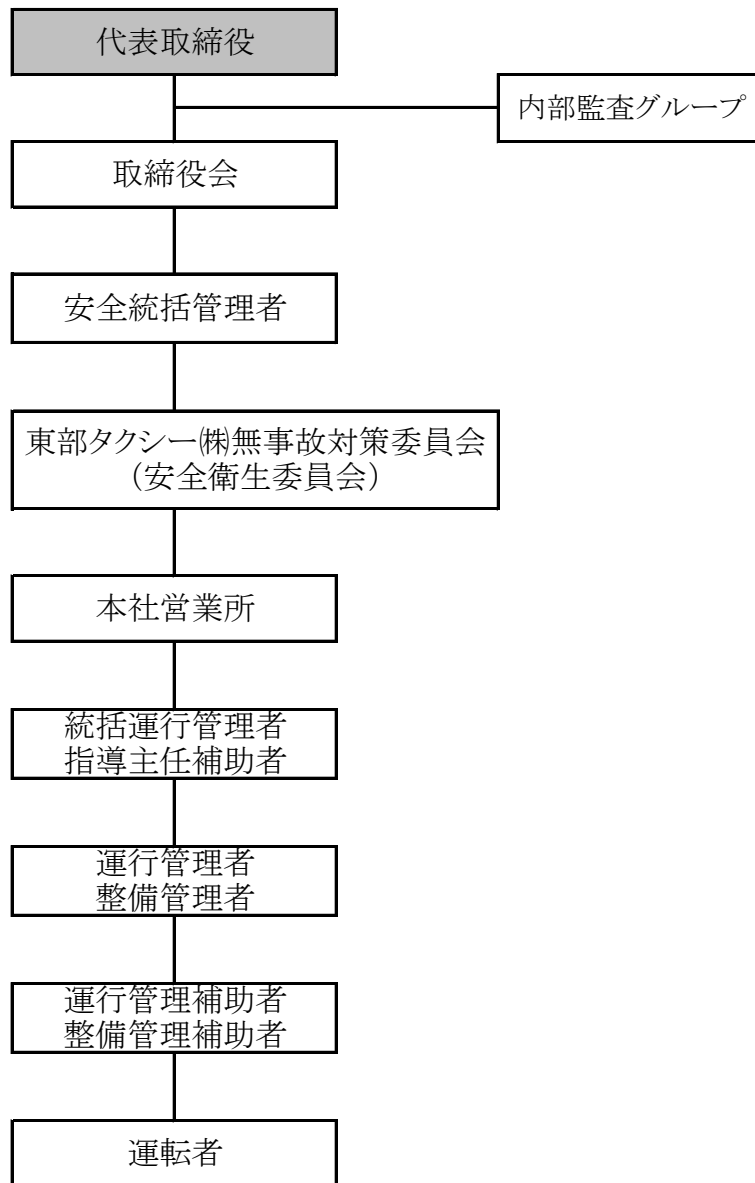 代表取締役
内部監査グループ
取締役会
安全統括管理者
東部タクシー㈱無事故対策委員会
（安全衛生委員会）
本社営業所
統括運行管理者
指導主任補助者
運行管理者
整備管理者
運行管理補助者
整備管理補助者
運転者